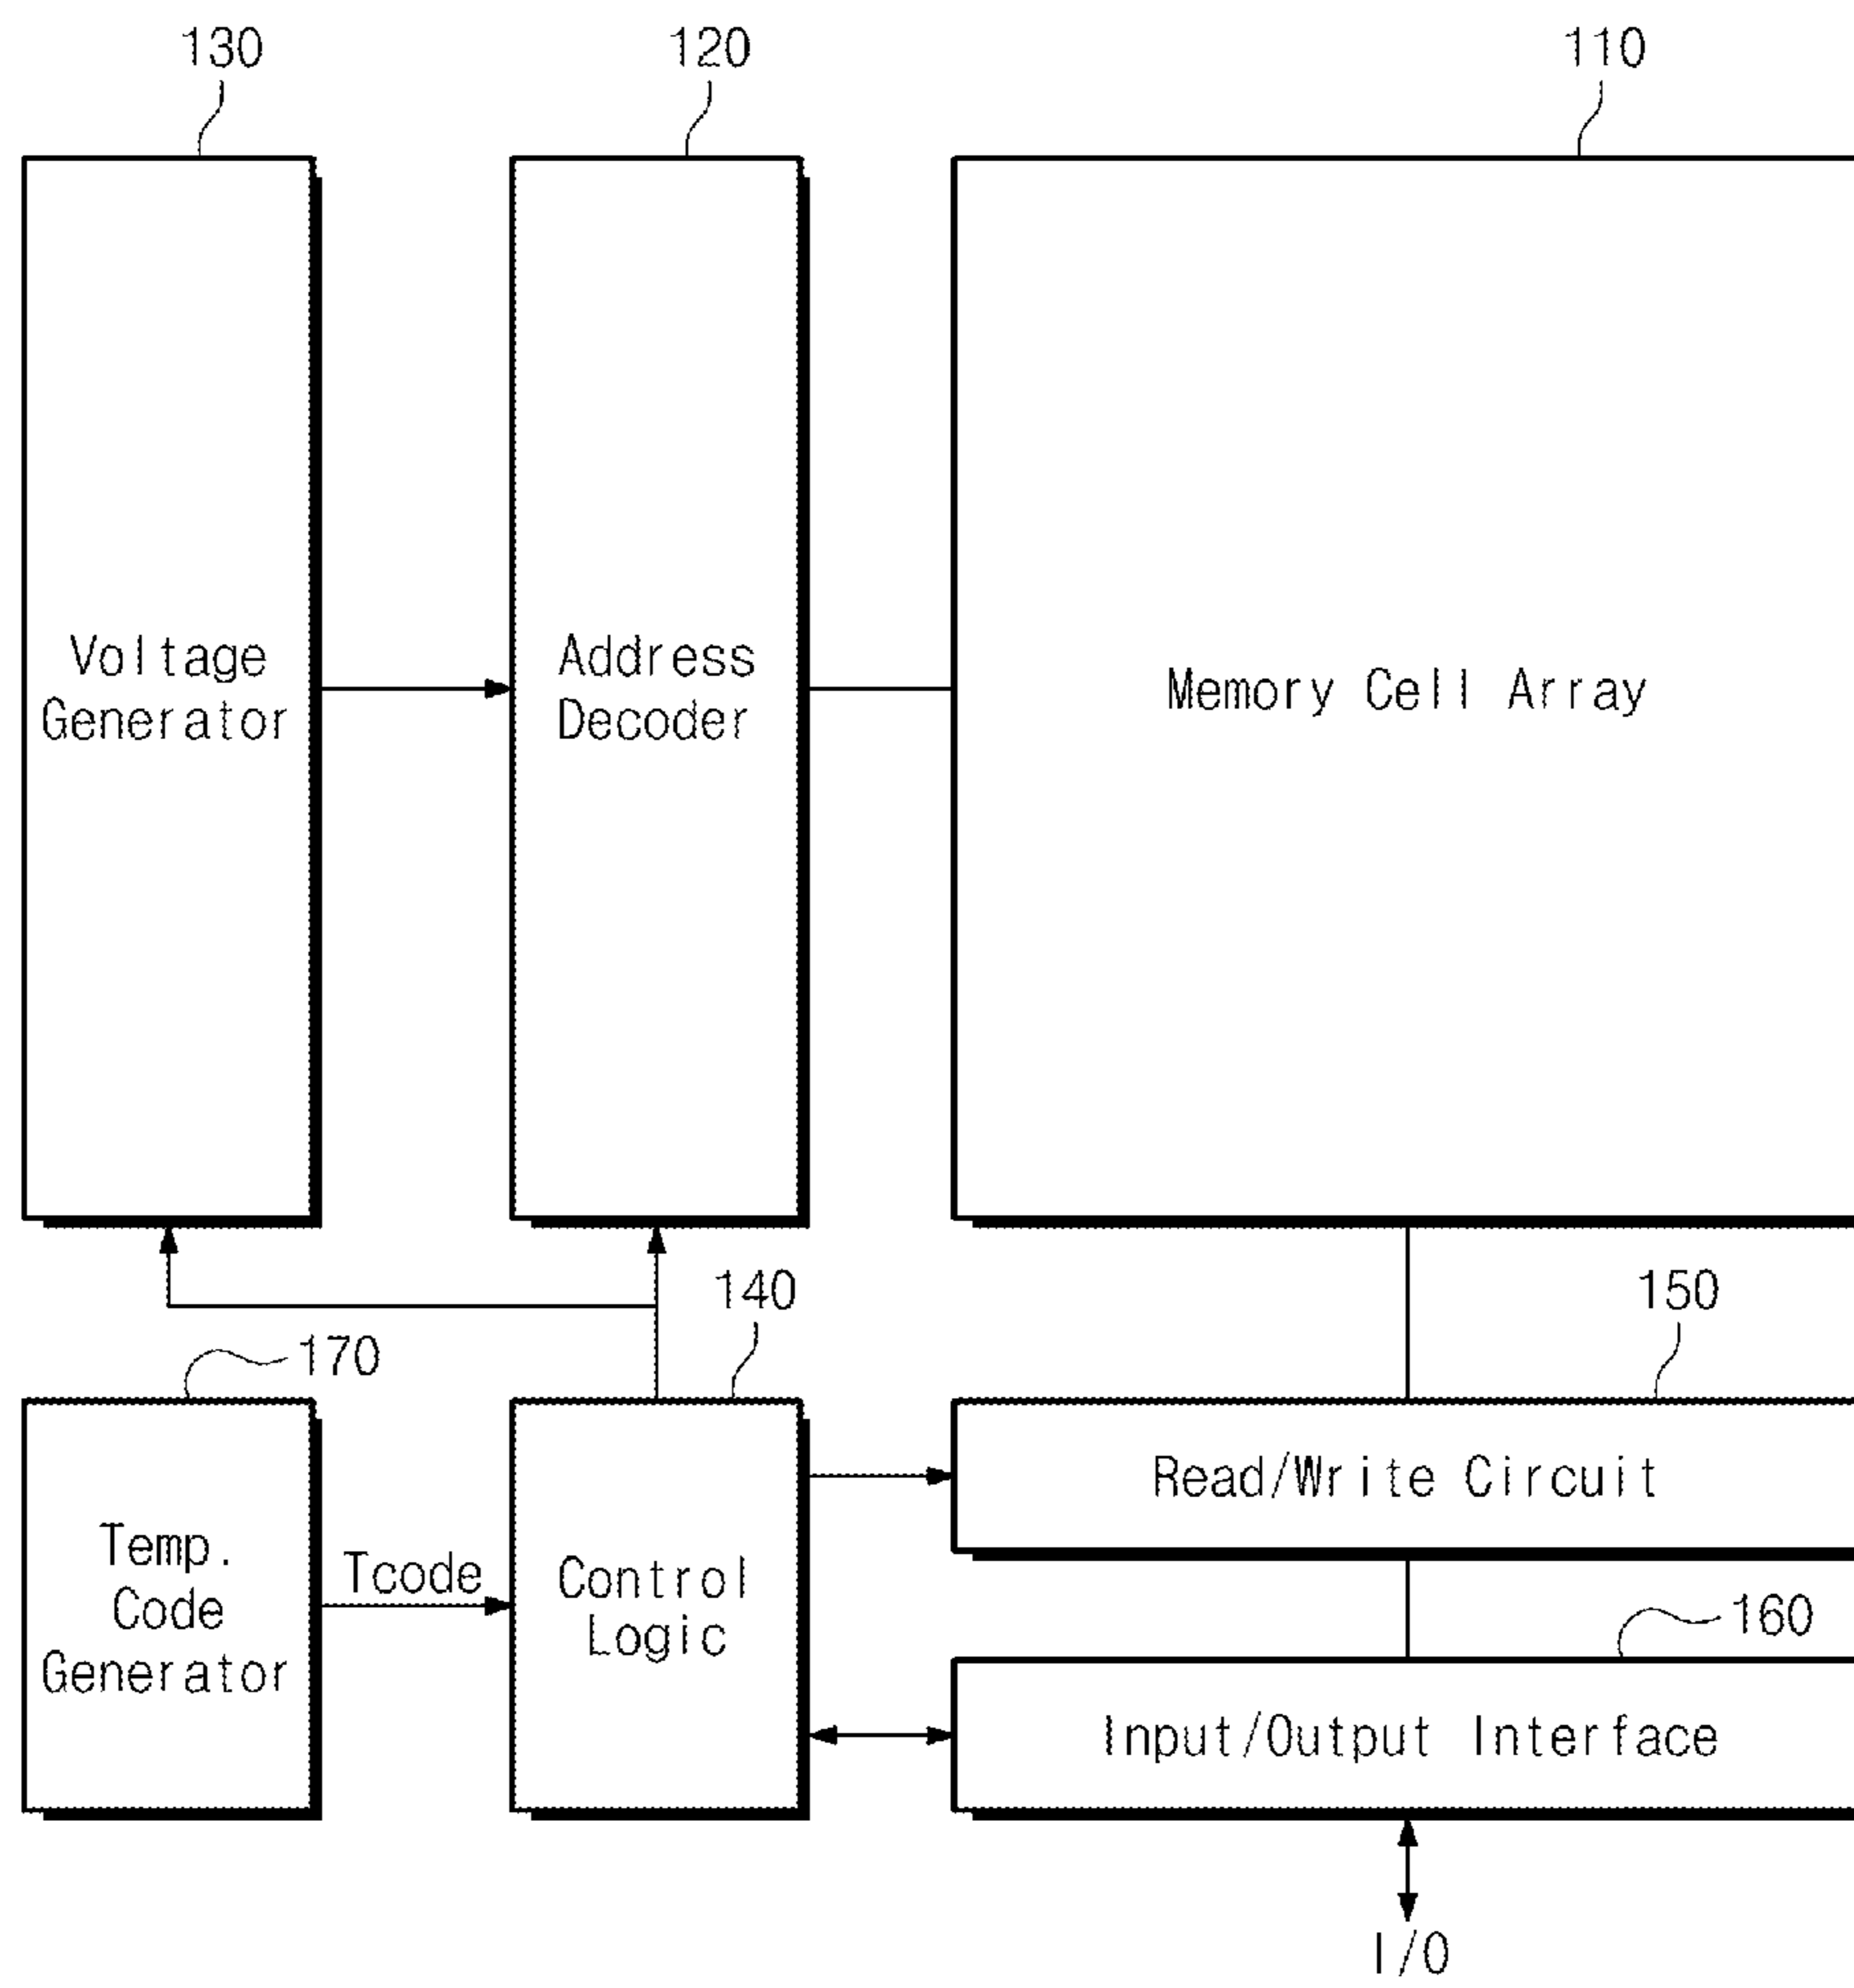 130
120
110
Voltage
Generator
Address
Decoder
Memory Cell Array
140
150
170
Read/Write Circuit
Temp.
Code
Generator
Tcode
Control
Logic
160
Input/Output Interface
I/O